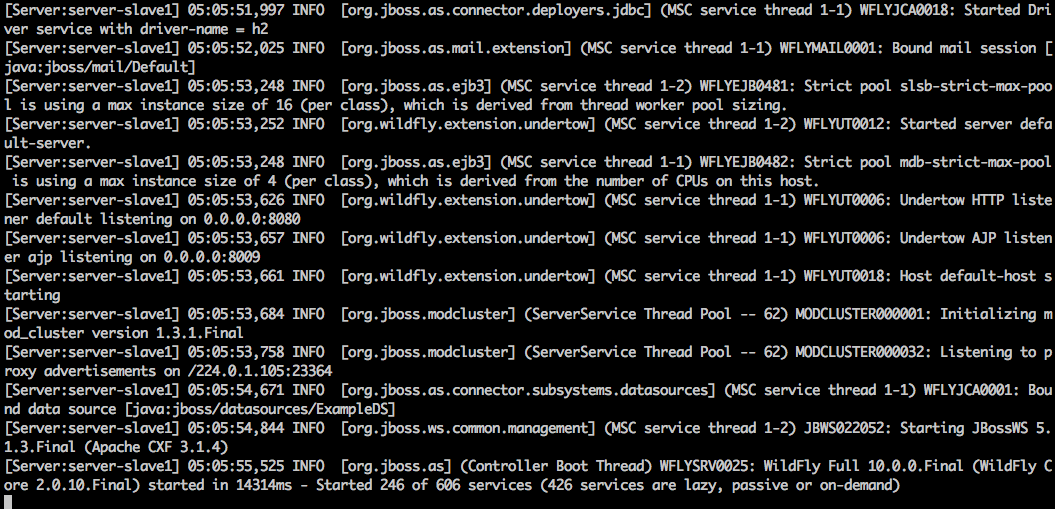 [Server:server-slave1] 05:05:51,997 INFO  [org.jboss.as.connector.deployers.jdbc] (MSC service thread 1-1) WFLYJCA0018: Started Dri
ver service with driver-name = h2
[Server:server-slave1] 05:05:52,025 INFO  [org.jboss.as.mail.extension] (MSC service thread 1-1) WFLYMAIL0001: Bound mail session [
java:jboss/mail/Default]
[Server:server-slave1] 05:05:53,248 INFO  [org.jboss.as.ejb3] (MSC service thread 1-2) WFLYEJB0481: Strict pool slsb-strict-max-poo
l is using a max instance size of 16 (per class), which is derived from thread worker pool sizing.
[Server:server-slave1] 05:05:53,252 INFO  [org.wildfly.extension.undertow] (MSC service thread 1-2) WFLYUT0012: Started server defa
ult-server.
[Server:server-slave1] 05:05:53,248 INFO  [org.jboss.as.ejb3] (MSC service thread 1-1) WFLYEJB0482: Strict pool mdb-strict-max-pool
 is using a max instance size of 4 (per class), which is derived from the number of CPUs on this host.
[Server:server-slave1] 05:05:53,626 INFO  [org.wildfly.extension.undertow] (MSC service thread 1-1) WFLYUT0006: Undertow HTTP liste
ner default listening on 0.0.0.0:8080
[Server:server-slave1] 05:05:53,657 INFO  [org.wildfly.extension.undertow] (MSC service thread 1-1) WFLYUT0006: Undertow AJP listen
er ajp listening on 0.0.0.0:8009
[Server:server-slave1] 05:05:53,661 INFO  [org.wildfly.extension.undertow] (MSC service thread 1-1) WFLYUT0018: Host default-host s
tarting
[Server:server-slave1] 05:05:53,684 INFO  [org.jboss.modcluster] (ServerService Thread Pool -- 62) MODCLUSTER000001: Initializing m
od_cluster version 1.3.1.Final
[Server:server-slave1] 05:05:53,758 INFO  [org.jboss.modcluster] (ServerService Thread Pool -- 62) MODCLUSTER000032: Listening to p
roxy advertisements on /224.0.1.105:23364
[Server:server-slave1] 05:05:54,671 INFO  [org.jboss.as.connector.subsystems.datasources] (MSC service thread 1-1) WFLYJCA0001: Bou
nd data source [java:jboss/datasources/ExampleDS]
[Server:server-slave1] 05:05:54,844 INFO  [org.jboss.ws.common.management] (MSC service thread 1-2) JBWS022052: Starting JBossWS 5.
1.3.Final (Apache CXF 3.1.4)
[Server:server-slave1] 05:05:55,525 INFO  [org.jboss.as] (Controller Boot Thread) WFLYSRV0025: WildFly Full 10.0.0.Final (WildFly C
ore 2.0.10.Final) started in 14314ms - Started 246 of 606 services (426 services are lazy, passive or on-demand)